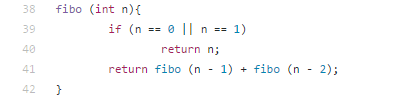 38 fibo (int n){
39 if (n == 0 || n == 1)
40 return n;
41 return fibo (n - 1) + fibo (n - 2);
42 }